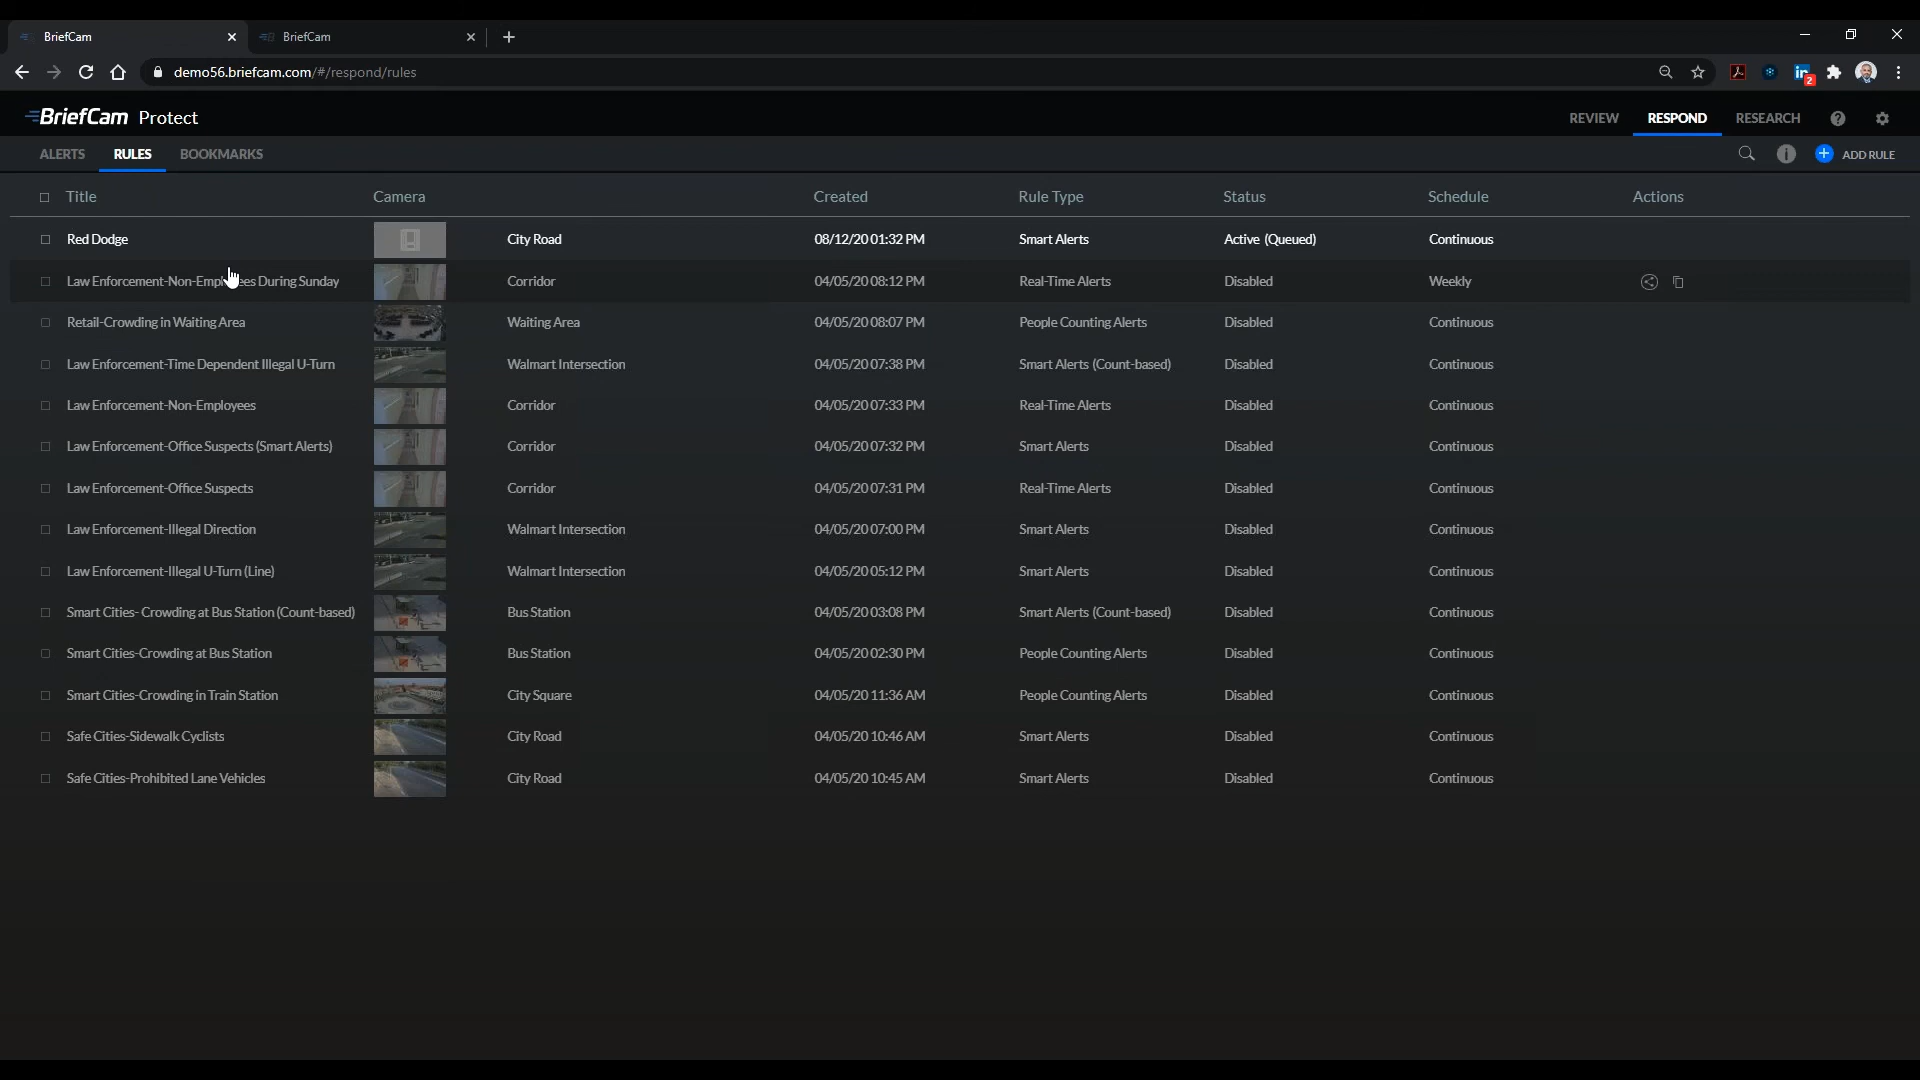 BriefCam
BriefCam
demo56.briefcam.com/#/respond/rules
2
BriefCam Protect
REVIEW RESPOND RESEARCH ?
ALERTS RULES BOOKMARKS
i + ADD RULE
Title Camera Created Rule Type Status Schedule Actions
Red Dodge City Road 08/12/20 01:32 PM Smart Alerts Active (Queued) Continuous
Law Enforcement-Non-Employees During Sunday Corridor 04/05/20 08:12 PM Real-Time Alerts Disabled Weekly
Retail-Crowding in Waiting Area Waiting Area 04/05/20 08:07 PM People Counting Alerts Disabled Continuous
Law Enforcement-Time Dependent Illegal U-Turn Walmart Intersection 04/05/20 07:38 PM Smart Alerts (Count-based) Disabled Continuous
Law Enforcement-Non-Employees Corridor 04/05/20 07:33 PM Real-Time Alerts Disabled Continuous
Law Enforcement-Office Suspects (Smart Alerts) Corridor 04/05/20 07:32 PM Smart Alerts Disabled Continuous
Law Enforcement-Office Suspects Corridor 04/05/20 07:31 PM Real-Time Alerts Disabled Continuous
Law Enforcement-Illegal Direction Walmart Intersection 04/05/20 07:00 PM Smart Alerts Disabled Continuous
Law Enforcement-Illegal U-Turn (Line) Walmart Intersection 04/05/20 05:12 PM Smart Alerts Disabled Continuous
Smart Cities- Crowding at Bus Station (Count-based) Bus Station 04/05/20 03:08 PM Smart Alerts (Count-based) Disabled Continuous
Smart Cities-Crowding at Bus Station Bus Station 04/05/20 02:30 PM People Counting Alerts Disabled Continuous
Smart Cities-Crowding in Train Station City Square 04/05/20 11:36 AM People Counting Alerts Disabled Continuous
Safe Cities-Sidewalk Cyclists City Road 04/05/20 10:46 AM Smart Alerts Disabled Continuous
Safe Cities-Prohibited Lane Vehicles City Road 04/05/20 10:45 AM Smart Alerts Disabled Continuous